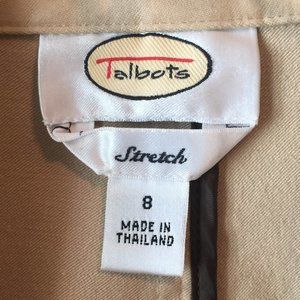 Talbots
Stretch
8
MADE IN
THAILAND